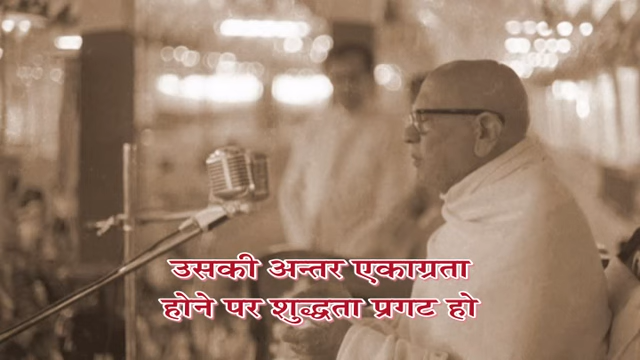 उसकी अन्तर एकाग्रता
होने पर शुद्धता प्रगट हो